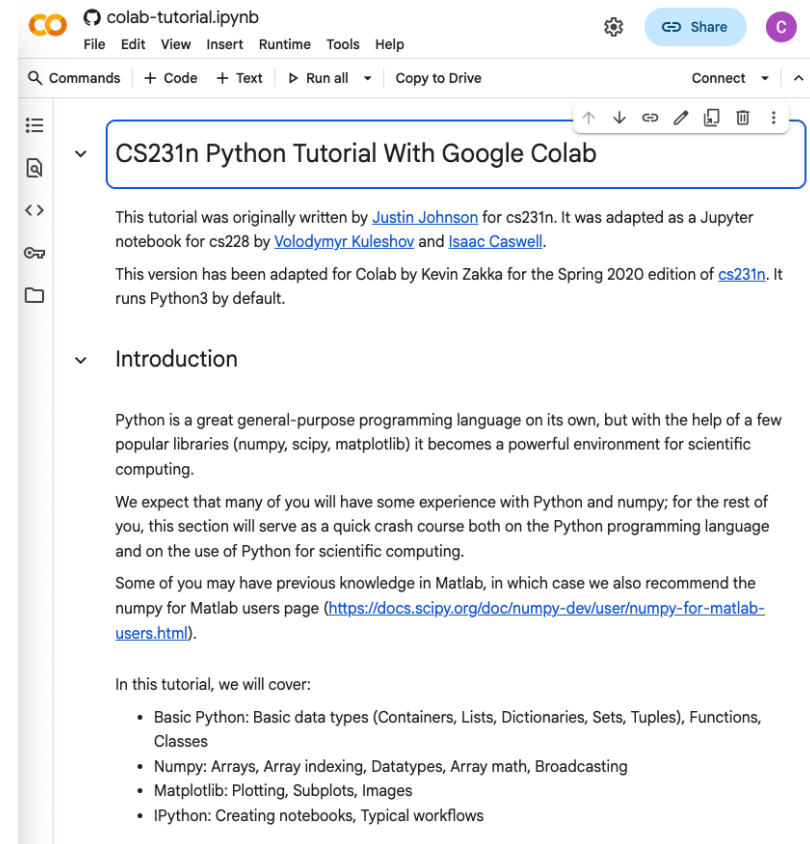 colab-tutorial.ipynb
File Edit View Insert Runtime Tools Help
Share
C
Commands + Code + Text Run all Copy to Drive Connect
CS231n Python Tutorial With Google Colab
This tutorial was originally written by Justin Johnson for cs231n. It was adapted as a Jupyter
notebook for cs228 by Volodymyr Kuleshov and Isaac Caswell.
This version has been adapted for Colab by Kevin Zakka for the Spring 2020 edition of cs231n. It
runs Python3 by default.
Introduction
Python is a great general-purpose programming language on its own, but with the help of a few
popular libraries (numpy, scipy, matplotlib) it becomes a powerful environment for scientific
computing.
We expect that many of you will have some experience with Python and numpy; for the rest of
you, this section will serve as a quick crash course both on the Python programming language
and on the use of Python for scientific computing.
Some of you may have previous knowledge in Matlab, in which case we also recommend the
numpy for Matlab users page (https://docs.scipy.org/doc/numpy-dev/user/numpy-for-matlab-
users.html).
In this tutorial, we will cover:
• Basic Python: Basic data types (Containers, Lists, Dictionaries, Sets, Tuples), Functions,
Classes
• Numpy: Arrays, Array indexing, Datatypes, Array math, Broadcasting
• Matplotlib: Plotting, Subplots, Images
• IPython: Creating notebooks, Typical workflows